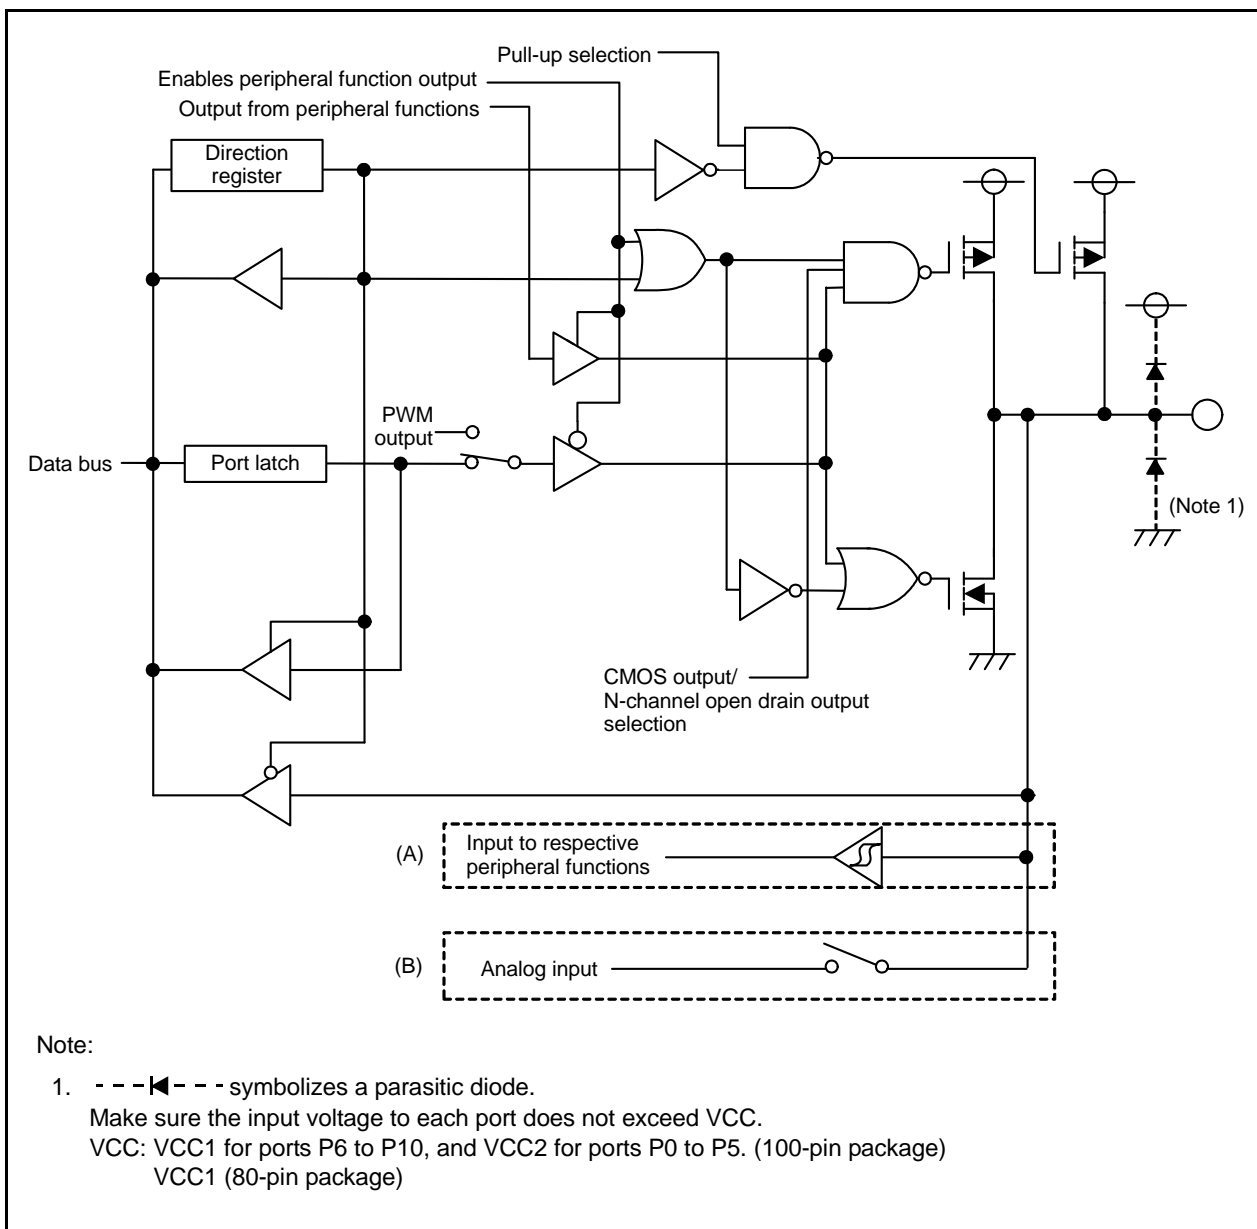 Pull-up selection
Enables peripheral function output
Output from peripheral functions
Direction
register
PWM
output
Data bus
Port latch
(Note 1)
CMOS output/
N-channel open drain output
selection
(A)
Input to respective
peripheral functions
(B)
Analog input
Note:
1. symbolizes a parasitic diode.
Make sure the input voltage to each port does not exceed VCC.
VCC: VCC1 for ports P6 to P10, and VCC2 for ports P0 to P5. (100-pin package)
VCC1 (80-pin package)